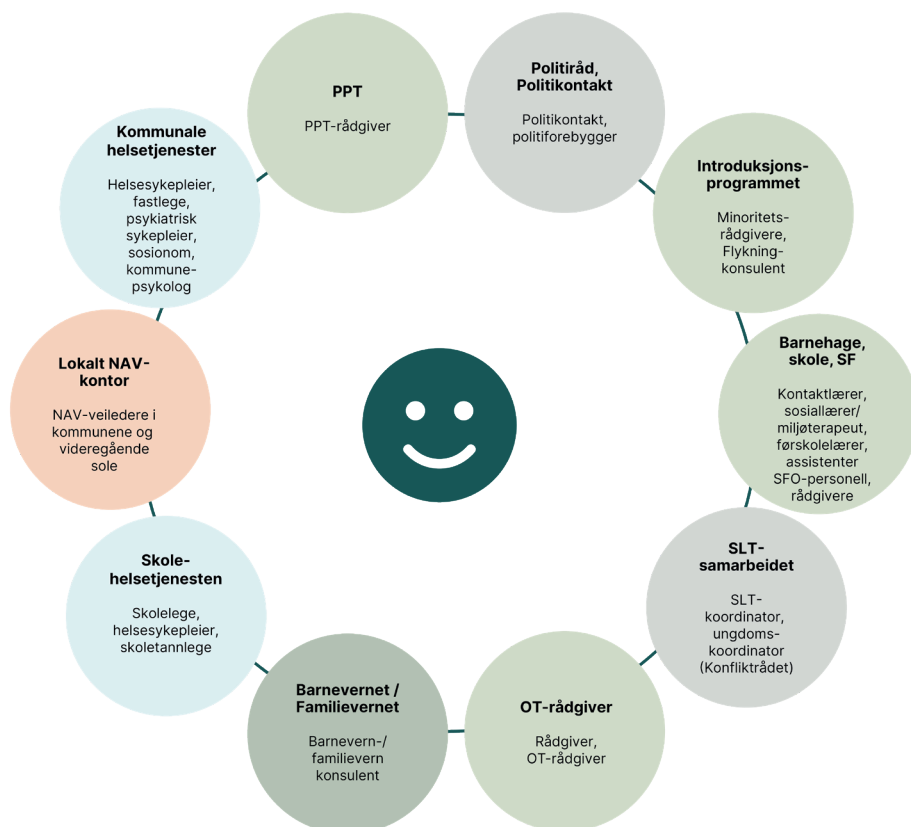 PPT
PPT-rådgiver
Politiråd,
Politikontakt
Politikontakt,
politiforebygger
Introduksjons-
programmet
Minoritets-
rådgivere,
Flykning-
konsulent
Barnehage,
skole, SF
Kontaktlærer,
sosiallærer/
miljøterapeut,
førskolelærer,
assistenter
SFO-personell,
rådgivere
SLT-
samarbeidet
SLT-
koordinator,
ungdoms-
koordinator
(Konfliktrådet)
OT-rådgiver
Rådgiver,
OT-rådgiver
Barnevernet /
Familievernet
Barnevern-/
familievern
konsulent
Skole-
helsetjenesten
Skolelege,
helsesykepleier,
skoletannlege
Lokalt NAV-
kontor
NAV-veiledere i
kommunene og
videregående
sole
Kommunale
helsetjenester
Helsesykepleier,
fastlege,
psykiatrisk
sykepleier,
sosionom,
kommune-
psykolog